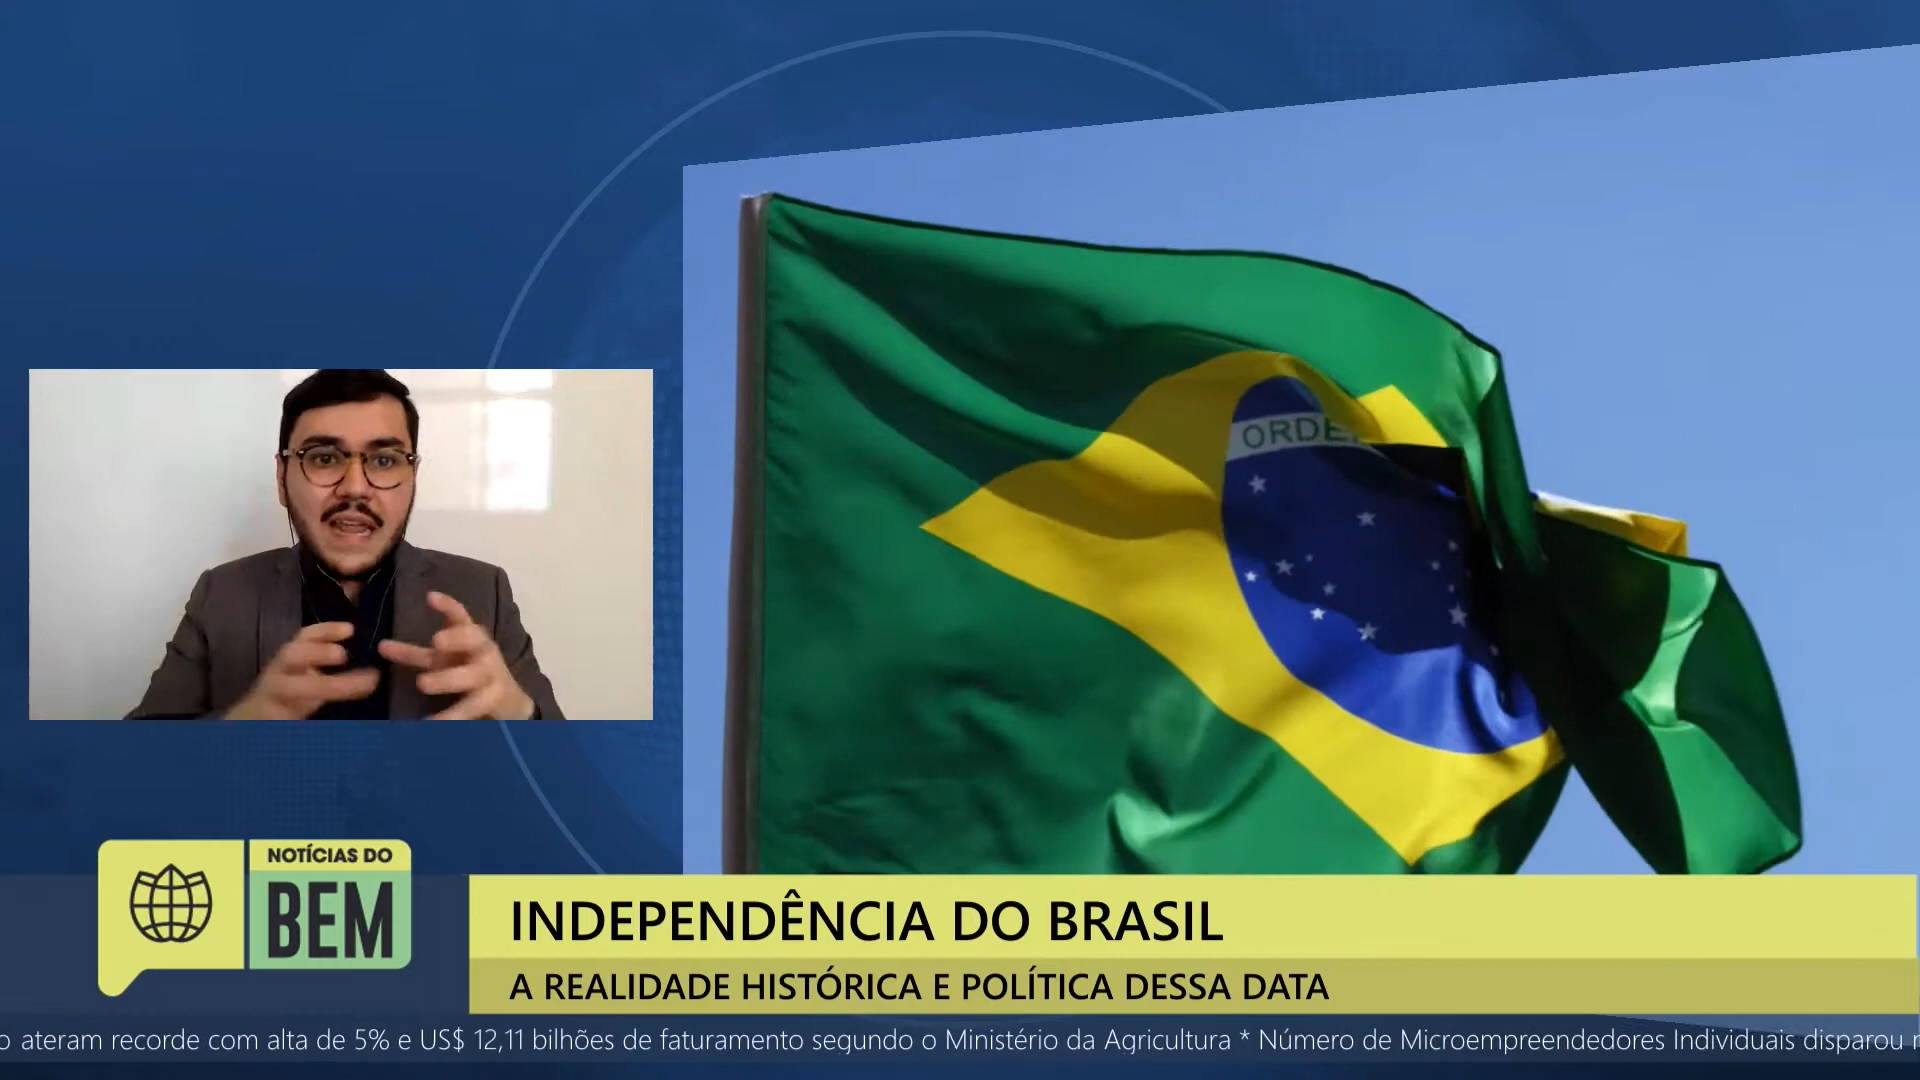 ORDE
NOTÍCIAS DO
BEM
INDEPENDÊNCIA DO BRASIL
A REALIDADE HISTÓRICA E POLÍTICA DESSA DATA
o ateram recorde com alta de 5% e US$ 12,11 bilhões de faturamento segundo o Ministério da Agricultura * Número de Microempreendedores Individuais disparou